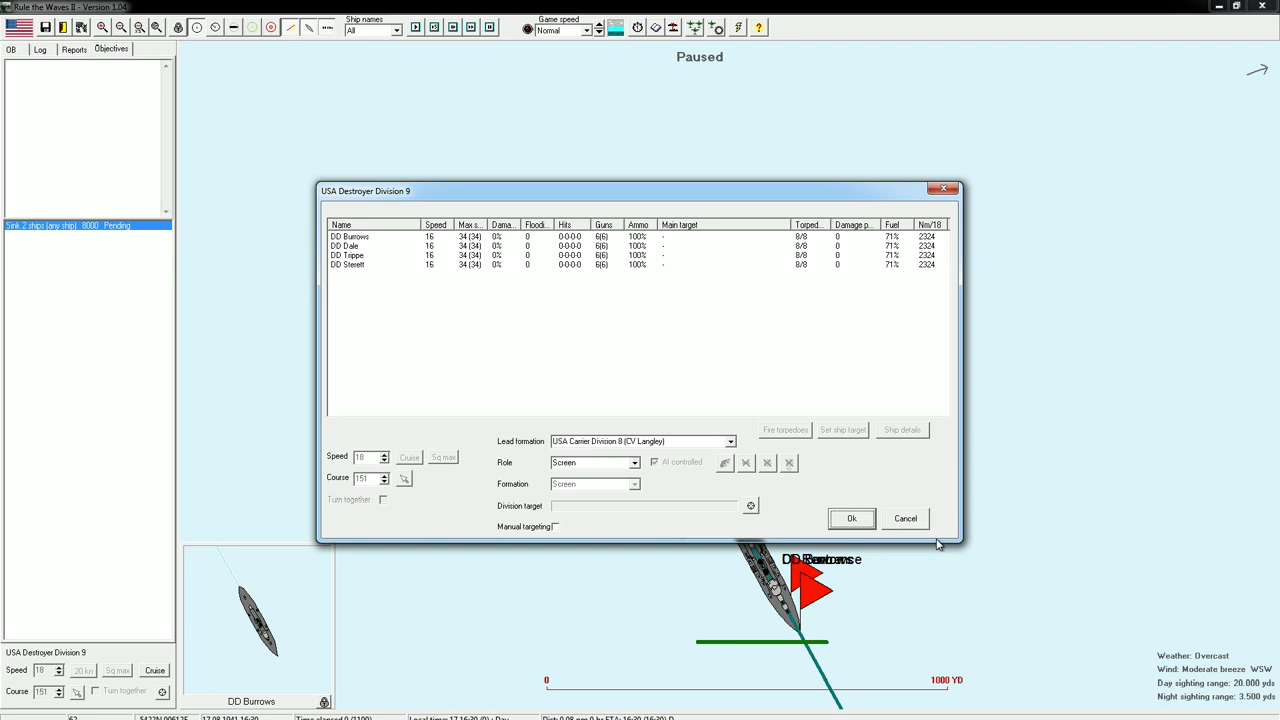 Rule the Waves II - Version 1.04
Ship names
All
Game speed
Normal
OB Log Reports Objectives
Paused
Sink 2 ships (any ship) 8000 Pending
USA Destroyer Division 9
Name Speed Max s... Dama... Floodi... Hits Guns Ammo Main target Torped... Damage p... Fuel Nm/18
DD Burrows 16 34 (34) 0% 0 0-0-0-0 6(6) 100% - 8/8 0 71% 2324
DD Dale 16 34 (34) 0% 0 0-0-0-0 6(6) 100% - 8/8 0 71% 2324
DD Trippe 16 34 (34) 0% 0 0-0-0-0 6(6) 100% - 8/8 0 71% 2324
DD Sterett 16 34 (34) 0% 0 0-0-0-0 6(6) 100% - 8/8 0 71% 2324
Fire torpedoes Set ship target Ship details
Lead formation USA Carrier Division 8 (CV Langley)
Speed 18 Cruise Sq max
Role Screen AI controlled
Course 151
Formation Screen
Turn together
Division target
Manual targeting
Ok Cancel
USA Destroyer Division 9
Speed 18 20 kn Sq max Cruise
Course 151 Turn together
DD Burrows
0 1000 YD
Weather: Overcast
Wind: Moderate breeze WSW
Day sighting range: 20.000 yds
Night sighting range: 3.500 yds